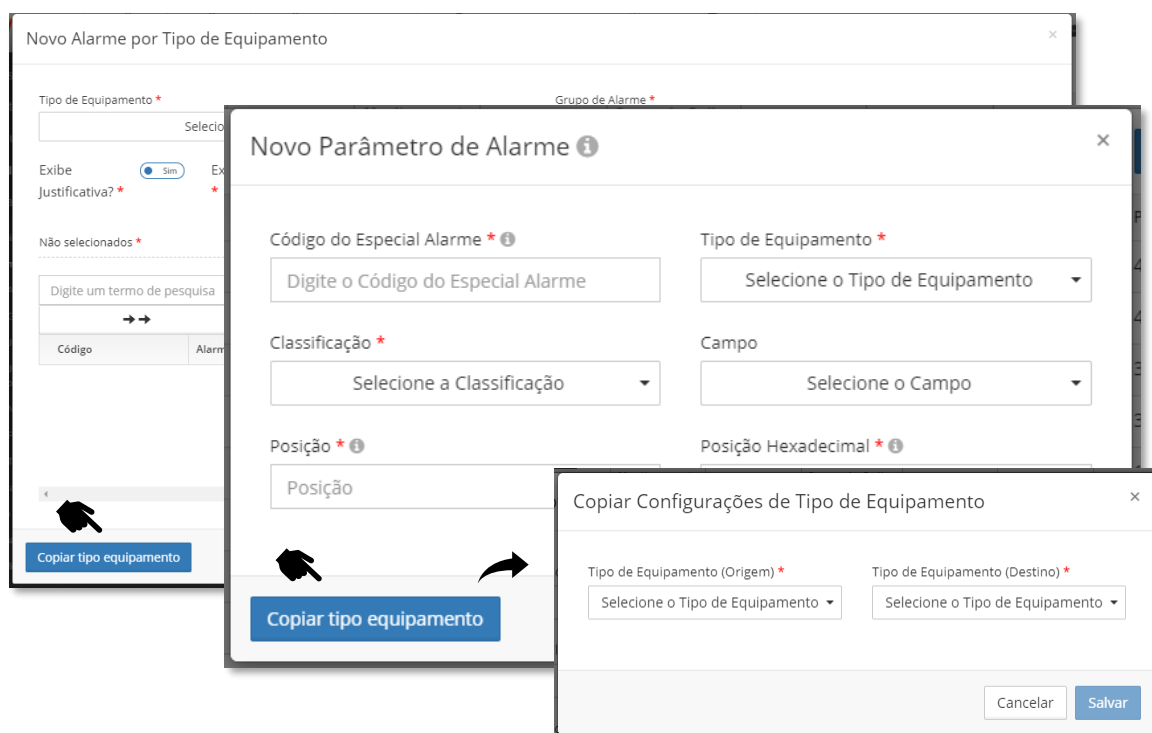 Novo Alarme por Tipo de Equipamento
×
Tipo de Equipamento *
Grupo de Alarme *
Selecio
Exibe
Justificativa? *
Sim
Ex
*
Não selecionados *
Digite um termo de pesquisa
Código
Alarm
Copiar tipo equipamento
Novo Parâmetro de Alarme
×
Código do Especial Alarme *
Tipo de Equipamento *
Digite o Código do Especial Alarme
Selecione o Tipo de Equipamento
Classificação *
Campo
Selecione a Classificação
Selecione o Campo
Posição *
Posição Hexadecimal *
Posição
Copiar tipo equipamento
Copiar Configurações de Tipo de Equipamento
×
Tipo de Equipamento (Origem) *
Tipo de Equipamento (Destino) *
Selecione o Tipo de Equipamento
Selecione o Tipo de Equipamento
Cancelar
Salvar